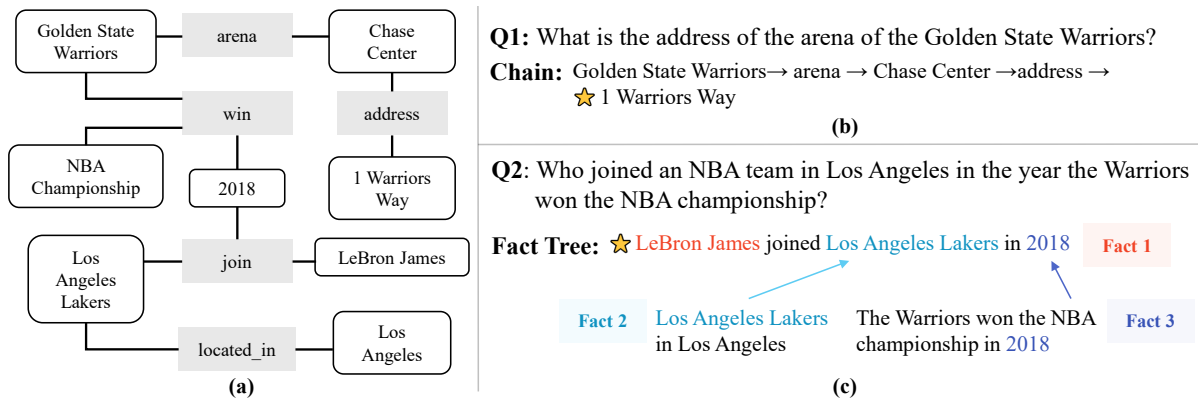 Golden State
Warriors
arena
Chase
Center
win
address
NBA
Championship
2018
1 Warriors
Way
Los
Angeles
Lakers
join
LeBron James
located_in
Los
Angeles
(a)
Q1: What is the address of the arena of the Golden State Warriors?
Chain: Golden State Warriors→ arena → Chase Center →address →
1 Warriors Way
(b)
Q2: Who joined an NBA team in Los Angeles in the year the Warriors
won the NBA championship?
Fact Tree: LeBron James joined Los Angeles Lakers in 2018 Fact 1
Fact 2 Los Angeles Lakers
in Los Angeles
The Warriors won the NBA
championship in 2018
Fact 3
(c)